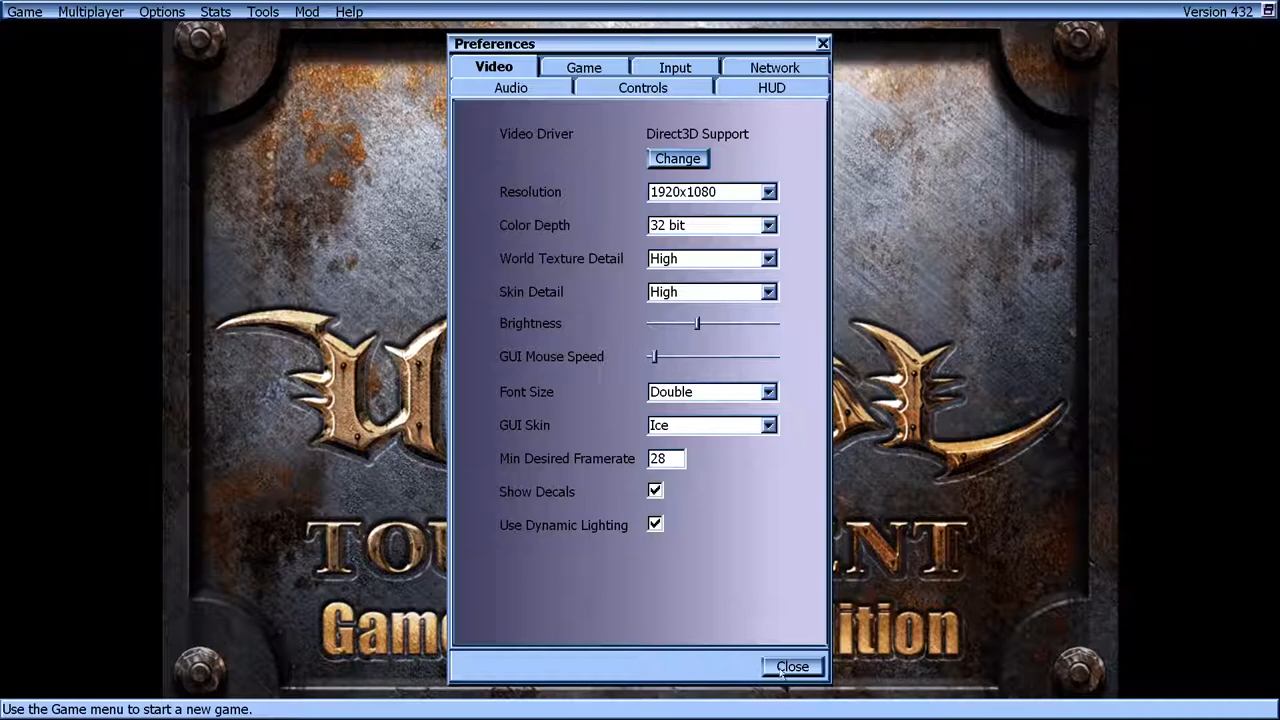 Game Multiplayer Options Stats Tools Mod Help Version 432
Preferences
Video Game Input Network
Audio Controls HUD
Video Driver Direct3D Support
Change
Resolution 1920x1080
Color Depth 32 bit
World Texture Detail High
Skin Detail High
Brightness
GUI Mouse Speed
Font Size Double
GUI Skin Ice
Min Desired Framerate 28
Show Decals
Use Dynamic Lighting
Close
Use the Game menu to start a new game.